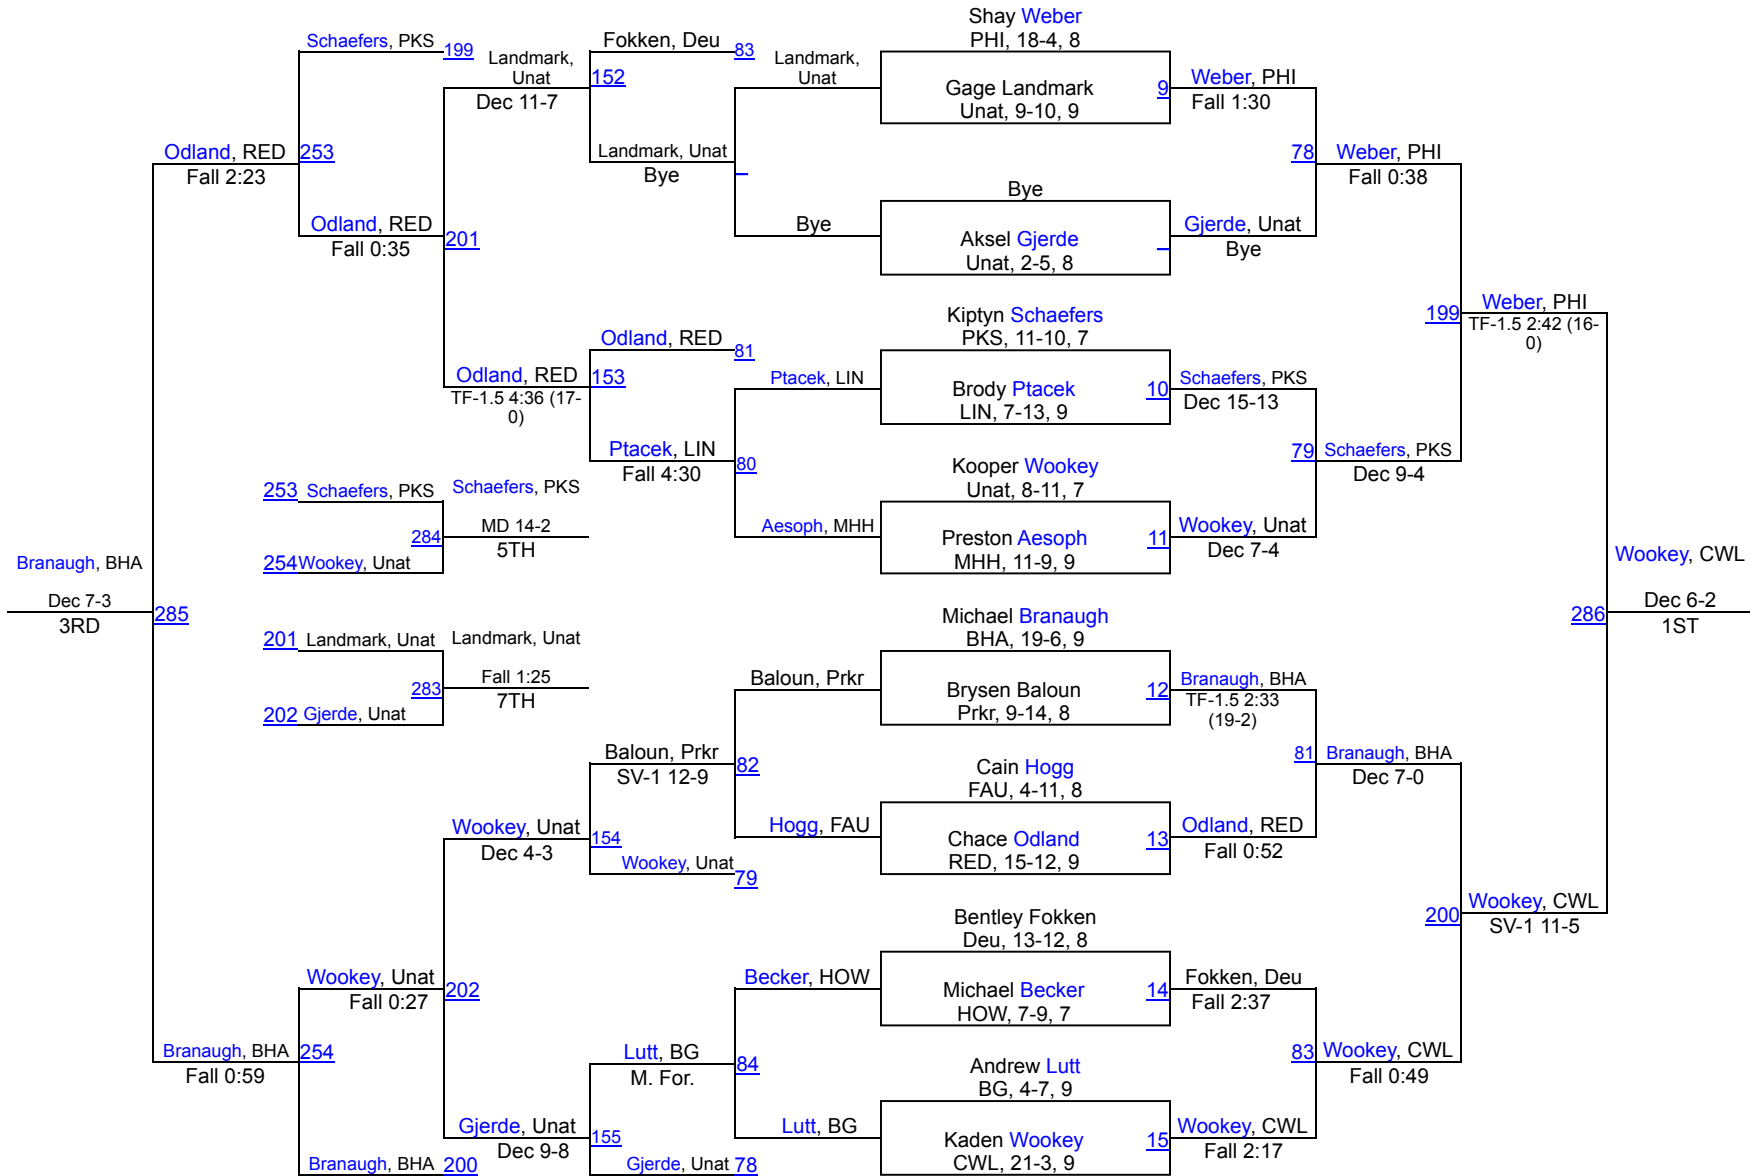 Schaefers, PKS
199
Odland, RED
Fall 2:23
253
Odland, RED
Fall 0:35
201
Landmark,
Unat
Dec 11-7
Fokken, Deu
83
152
Landmark, Unat
Bye
_
Landmark,
Unat
Bye
Odland, RED
TF-1.5 4:36 (17-
0)
Odland, RED
81
153
Ptacek, LIN
Fall 4:30
Ptacek, LIN
80
Aesoph, MHH
253 Schaefers, PKS
Schaefers, PKS
284
MD 14-2
5TH
254 Wookey, Unat
Branaugh, BHA
Dec 7-3
3RD
285
201 Landmark, Unat
Landmark, Unat
283
Fall 1:25
7TH
202 Gjerde, Unat
Baloun, Prkr
Baloun, Prkr
SV-1 12-9
82
Hogg, FAU
Wookey, Unat
Dec 4-3
154
Wookey, Unat
79
Wookey, Unat
Fall 0:27
202
Branaugh, BHA
Fall 0:59
254
Branaugh, BHA 200
Becker, HOW
Lutt, BG
M. For.
84
Lutt, BG
Gjerde, Unat
Dec 9-8
155
Gjerde, Unat 78
Shay Weber
PHI, 18-4, 8
Gage Landmark
Unat, 9-10, 9
9
Weber, PHI
Fall 1:30
Bye
Aksel Gjerde
Unat, 2-5, 8
_
Gjerde, Unat
Bye
78
Weber, PHI
Fall 0:38
Kiptyn Schaefers
PKS, 11-10, 7
Brody Ptacek
LIN, 7-13, 9
10
Schaefers, PKS
Dec 15-13
Kooper Wookey
Unat, 8-11, 7
Preston Aesoph
MHH, 11-9, 9
11
Wookey, Unat
Dec 7-4
79
Schaefers, PKS
Dec 9-4
199
Weber, PHI
TF-1.5 2:42 (16-
0)
Michael Branaugh
BHA, 19-6, 9
Brysen Baloun
Prkr, 9-14, 8
12
Branaugh, BHA
TF-1.5 2:33
(19-2)
Cain Hogg
FAU, 4-11, 8
Chace Odland
RED, 15-12, 9
13
Odland, RED
Fall 0:52
81
Branaugh, BHA
Dec 7-0
Bentley Fokken
Deu, 13-12, 8
Michael Becker
HOW, 7-9, 7
14
Fokken, Deu
Fall 2:37
Andrew Lutt
BG, 4-7, 9
Kaden Wookey
CWL, 21-3, 9
15
Wookey, CWL
Fall 2:17
83
Wookey, CWL
Fall 0:49
200
Wookey, CWL
SV-1 11-5
Wookey, CWL
286
Dec 6-2
1ST